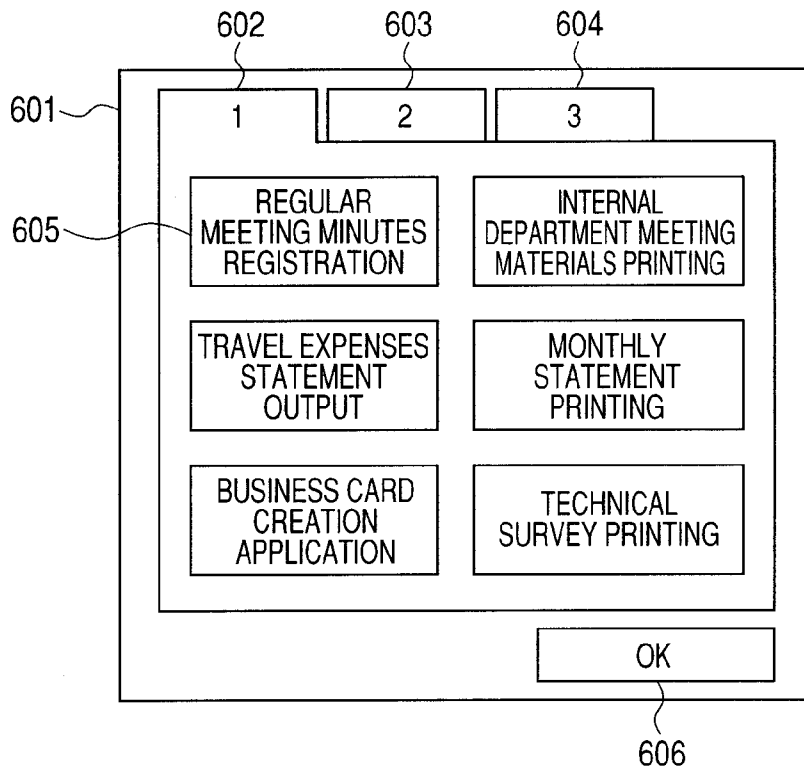 602
603
604
601
1
2
3
605
REGULAR
MEETING MINUTES
REGISTRATION
INTERNAL
DEPARTMENT MEETING
MATERIALS PRINTING
TRAVEL EXPENSES
STATEMENT
OUTPUT
MONTHLY
STATEMENT
PRINTING
BUSINESS CARD
CREATION
APPLICATION
TECHNICAL
SURVEY PRINTING
OK
606